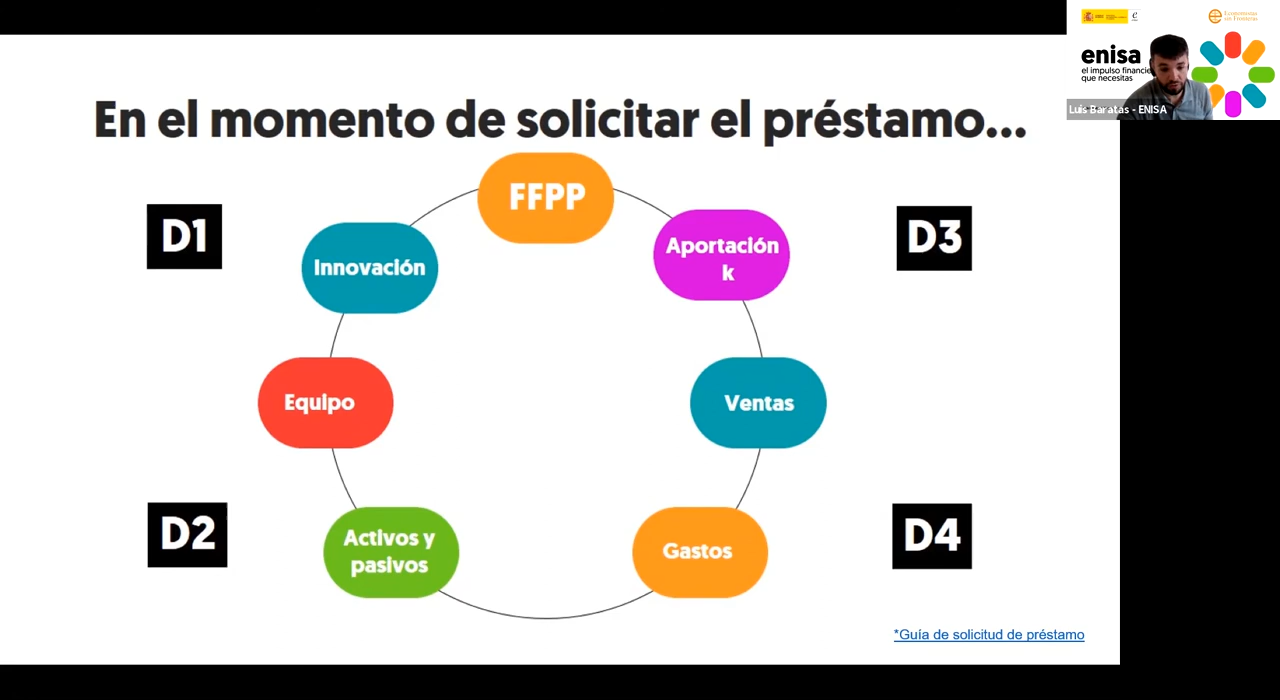 En el momento de solicitar el préstamo...
FFPP
Aportación
k
Ventas
Gastos
Activos y
pasivos
Equipo
Innovación
D1
D2
D3
D4
*Guía de solicitud de préstamo
enisa
el impulso financie
que necesitas
Luis Baratas - ENISA